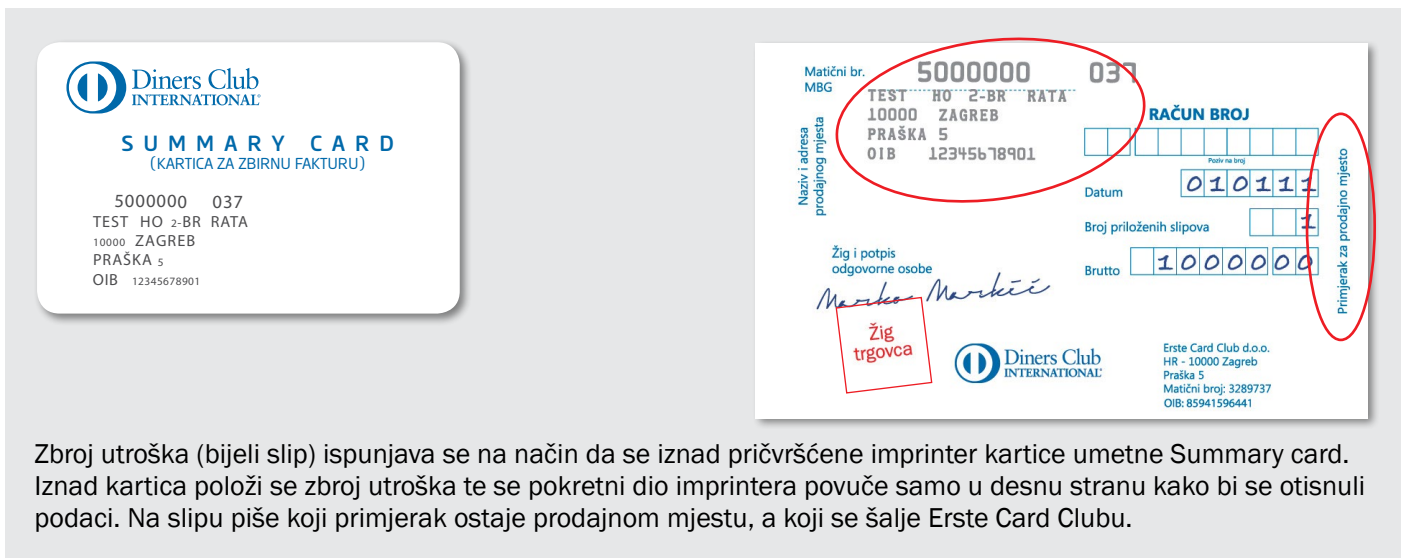 Diners Club
INTERNATIONAL
SUMMARY CARD
(KARTICA ZA ZBIRNU FAKTURU)
5000000 037
TEST HO 2-BR RATA
10000 ZAGREB
PRAŠKA 5
OIB 12345678901
Matični br.
MBG
5000000 037
TEST HO 2-BR RATA
10000 ZAGREB
PRAŠKA 5
OIB 12345678901
Naziv i adresa
prodajnog mjesta
RAČUN BROJ
Poziv na broj
Datum 010111
Broj priloženih slipova 1
Brutto 1000000
Primjerak za prodajno mjesto
Žig i potpis
odgovorne osobe
Marko Markić
Žig
trgovca
Diners Club
INTERNATIONAL
Erste Card Club d.o.o.
HR - 10000 Zagreb
Praška 5
Matični broj: 3289737
OIB: 85941596441
Zbroj utroška (bijeli slip) ispunjava se na način da se iznad pričvršćene imprinter kartice umetne Summary card.
Iznad kartica položi se zbroj utroška te se pokretni dio imprintera povuče samo u desnu stranu kako bi se otisnuli
podaci. Na slipu piše koji primjerak ostaje prodajnom mjestu, a koji se šalje Erste Card Clubu.